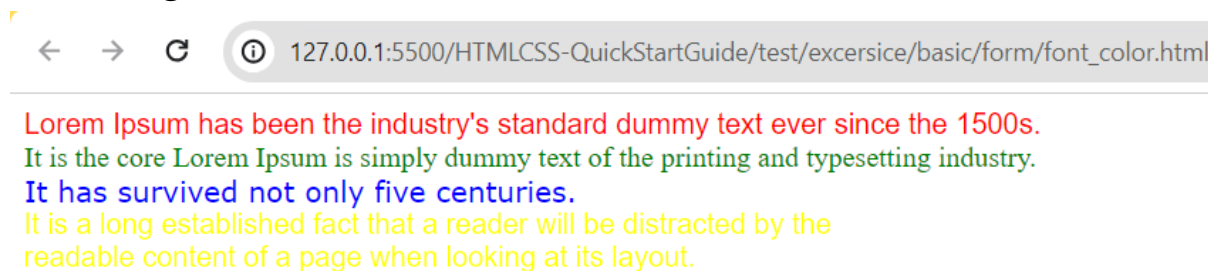 127.0.0.1:5500/HTMLCSS-QuickStartGuide/test/excersice/basic/form/font_color.html
Lorem Ipsum has been the industry's standard dummy text ever since the 1500s.
It is the core Lorem Ipsum is simply dummy text of the printing and typesetting industry.
It has survived not only five centuries.
It is a long established fact that a reader will be distracted by the
readable content of a page when looking at its layout.